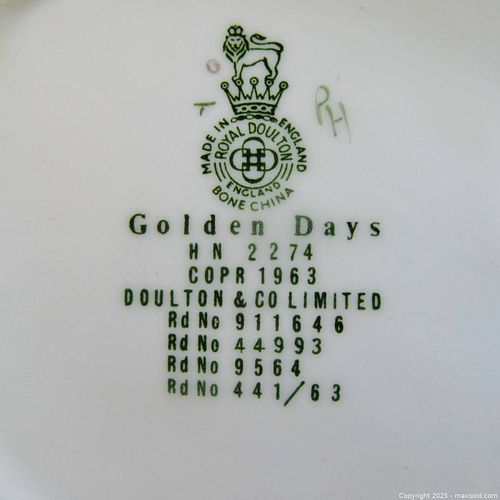 MADE IN ENGLAND
ROYAL DOULTON
ENGLAND
BONE CHINA
PH
Golden Days
HN 2274
COPR 1963
DOULTON & CO LIMITED
Rd No 911646
Rd No 44993
Rd No 9564
Rd No 441/63
Copyright 2025 - maxsold.com